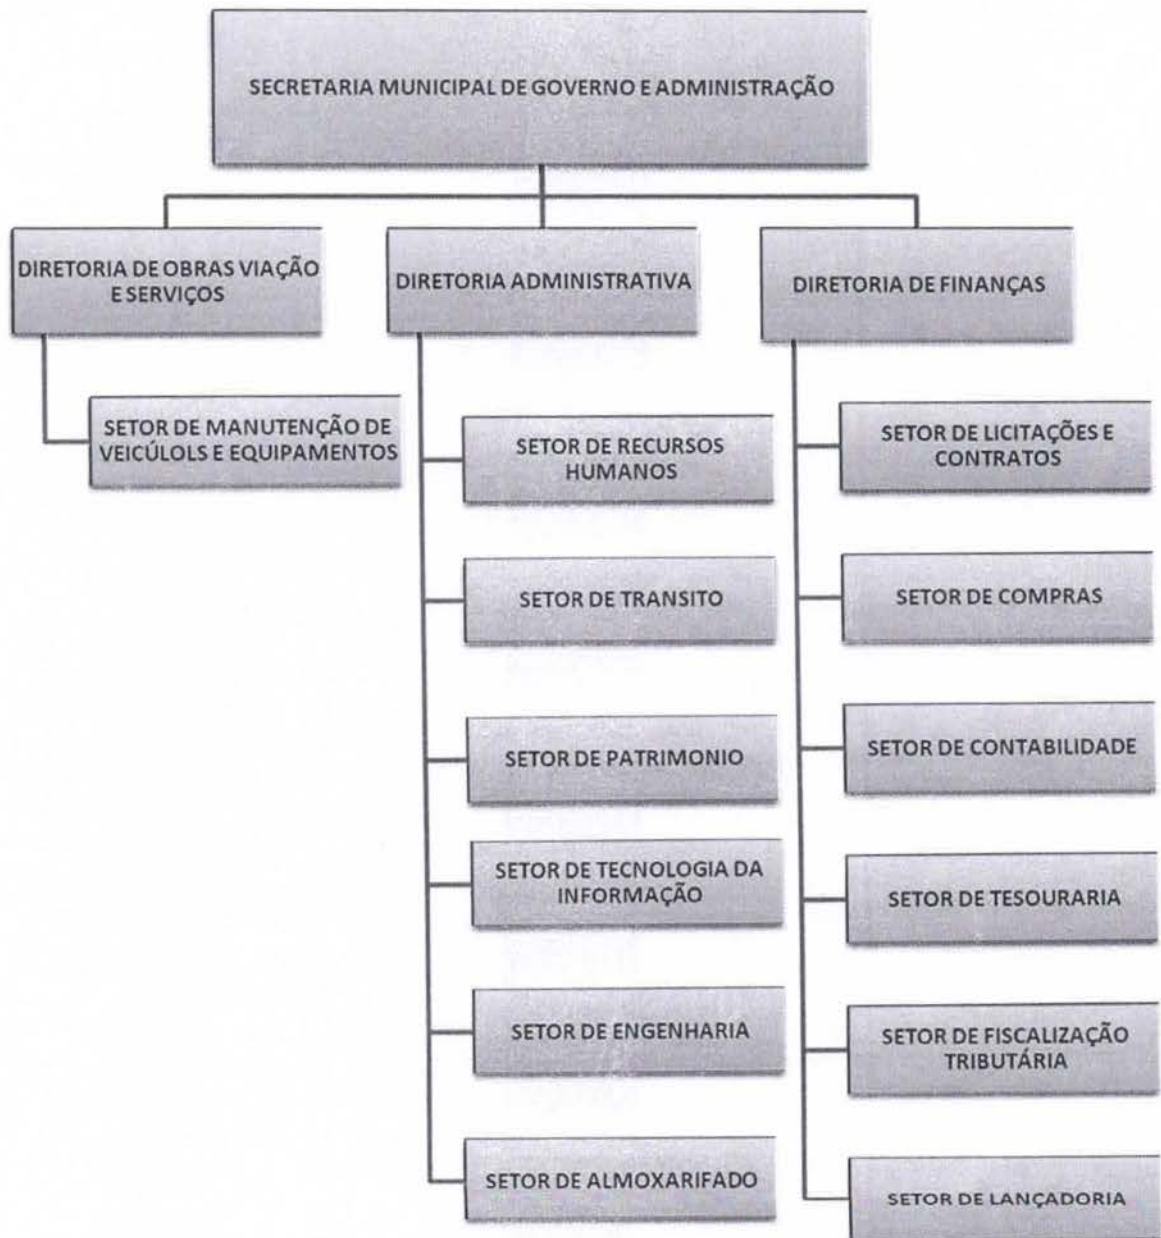 SECRETARIA MUNICIPAL DE GOVERNO E ADMINISTRAÇÃO
DIRETORIA DE OBRAS VIAÇÃO
E SERVIÇOS
SETOR DE MANUTENÇÃO DE
VEICÚLOLS E EQUIPAMENTOS
DIRETORIA ADMINISTRATIVA
SETOR DE RECURSOS
HUMANOS
SETOR DE TRANSITO
SETOR DE PATRIMONIO
SETOR DE TECNOLOGIA DA
INFORMAÇÃO
SETOR DE ENGENHARIA
SETOR DE ALMOXARIFADO
DIRETORIA DE FINANÇAS
SETOR DE LICITAÇÕES E
CONTRATOS
SETOR DE COMPRAS
SETOR DE CONTABILIDADE
SETOR DE TESOURARIA
SETOR DE FISCALIZAÇÃO
TRIBUTÁRIA
SETOR DE LANÇADORIA